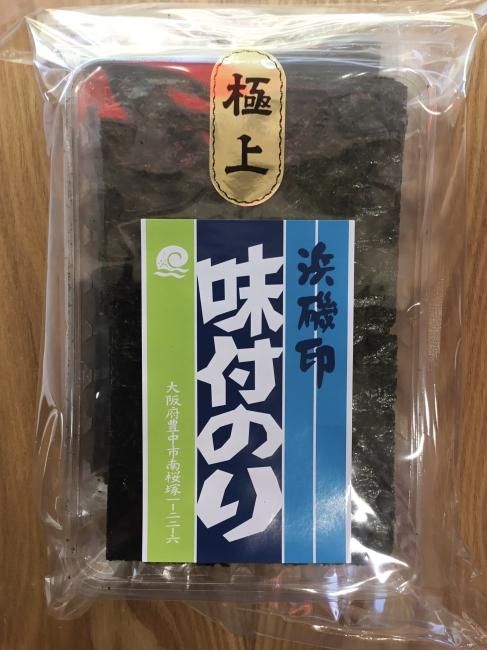 極上
浜磯印
味付のり
大阪府豊中市南桜塚一ー二二ー六